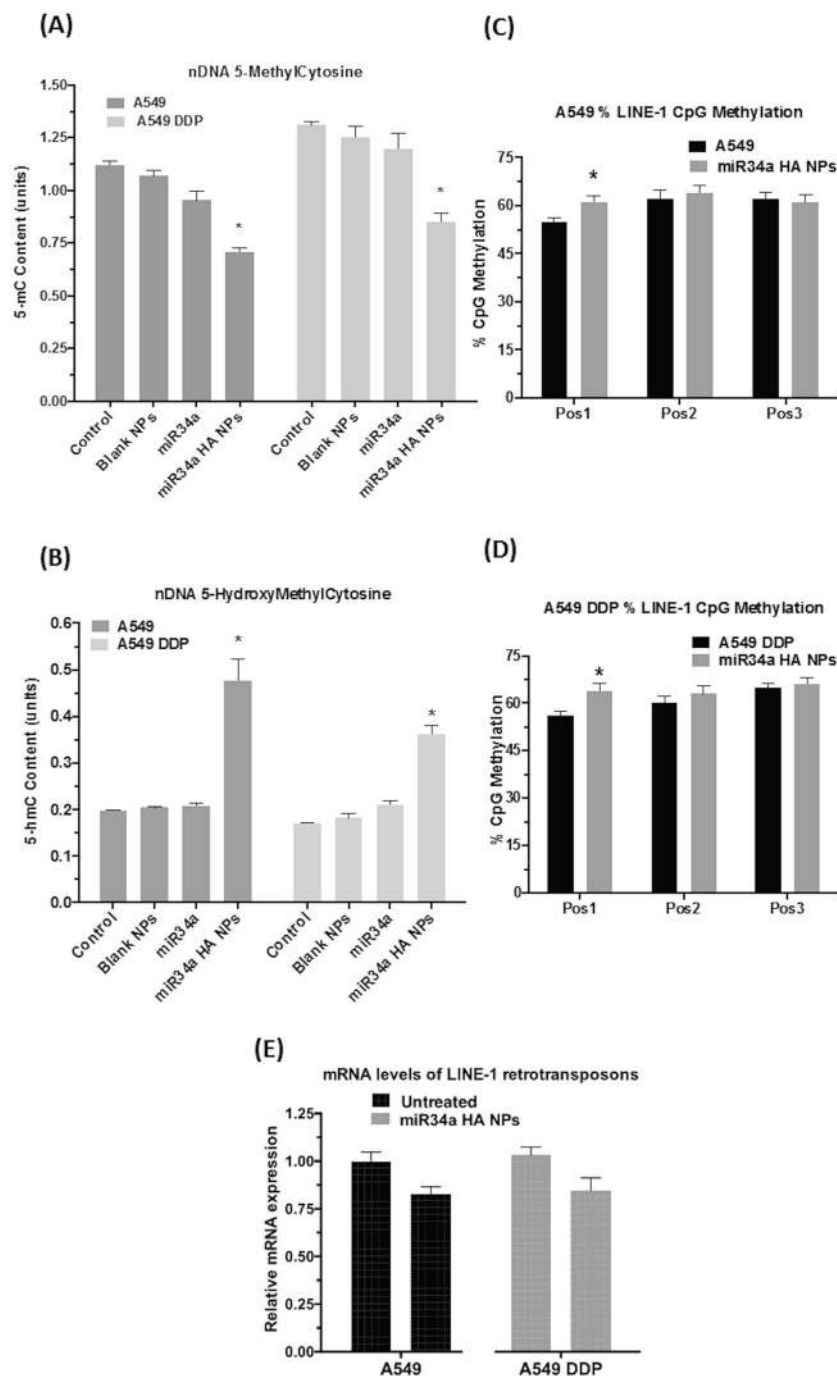 (A)
nDNA 5-MethylCytosine
A549
A549 DDP
5-mC Content (units)
1.50
1.25
1.00
0.75
0.50
0.25
0.00
*
*
Control
Blank NPs
miR34a
miR34a HA NPs
Control
Blank NPs
miR34a
miR34a HA NPs
(C)
A549 % LINE-1 CpG Methylation
A549
miR34a HA NPs
% CpG Methylation
75
60
45
30
15
0
*
Pos1 Pos2 Pos3
(B)
nDNA 5-HydroxyMethylCytosine
A549
A549 DDP
5-hmC Content (units)
0.6
0.5
0.4
0.2
0.1
0.0
*
*
Control
Blank NPs
miR34a
miR34a HA NPs
Control
Blank NPs
miR34a
miR34a HA NPs
(D)
A549 DDP % LINE-1 CpG Methylation
A549 DDP
miR34a HA NPs
% CpG Methylation
75
60
45
30
15
0
*
Pos1 Pos2 Pos3
(E)
mRNA levels of LINE-1 retrotransposons
Untreated
miR34a HA NPs
Relative mRNA expression
1.25
1.00
0.75
0.50
0.25
0.00
A549 A549 DDP